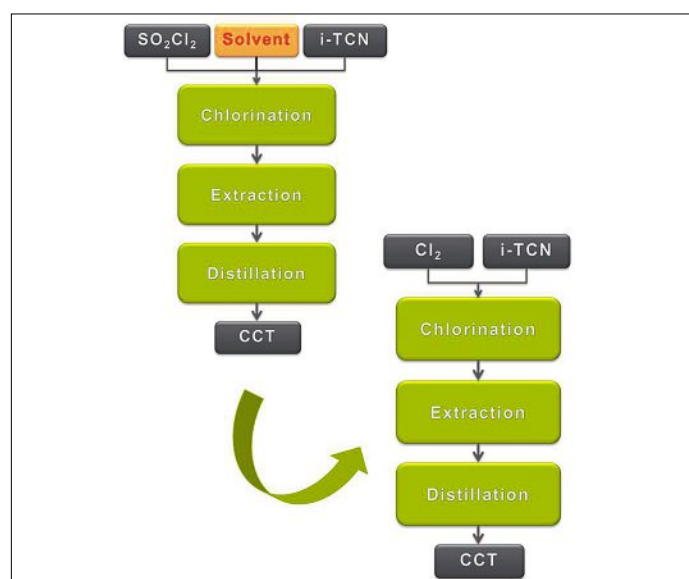 SO₂Cl₂ Solvent i-TCN
Chlorination
Extraction
Distillation
CCT
Cl₂ i-TCN
Chlorination
Extraction
Distillation
CCT